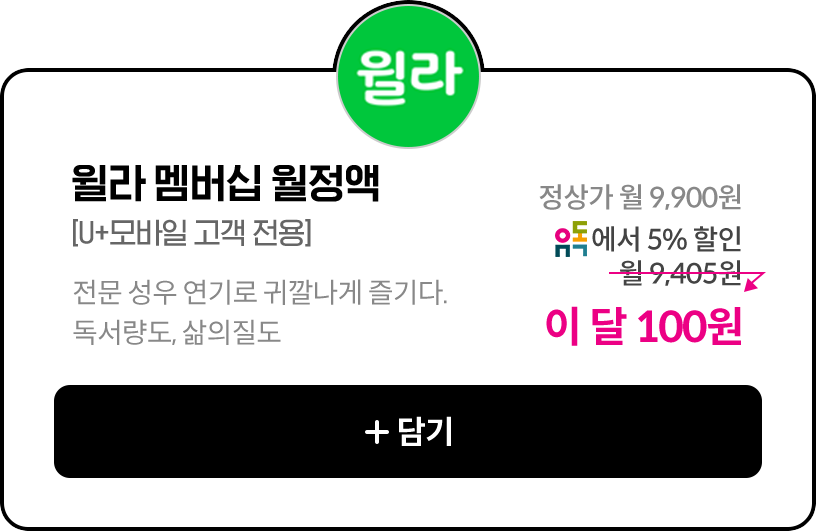 윌라
윌라 멤버십 월정액
[U+모바일 고객 전용]
전문 성우 연기로 귀깔나게 즐기다.
독서량도, 삶의질도
정상가 월 9,900원
유독에서 5% 할인
월 9,405원
이 달 100원
+ 담기